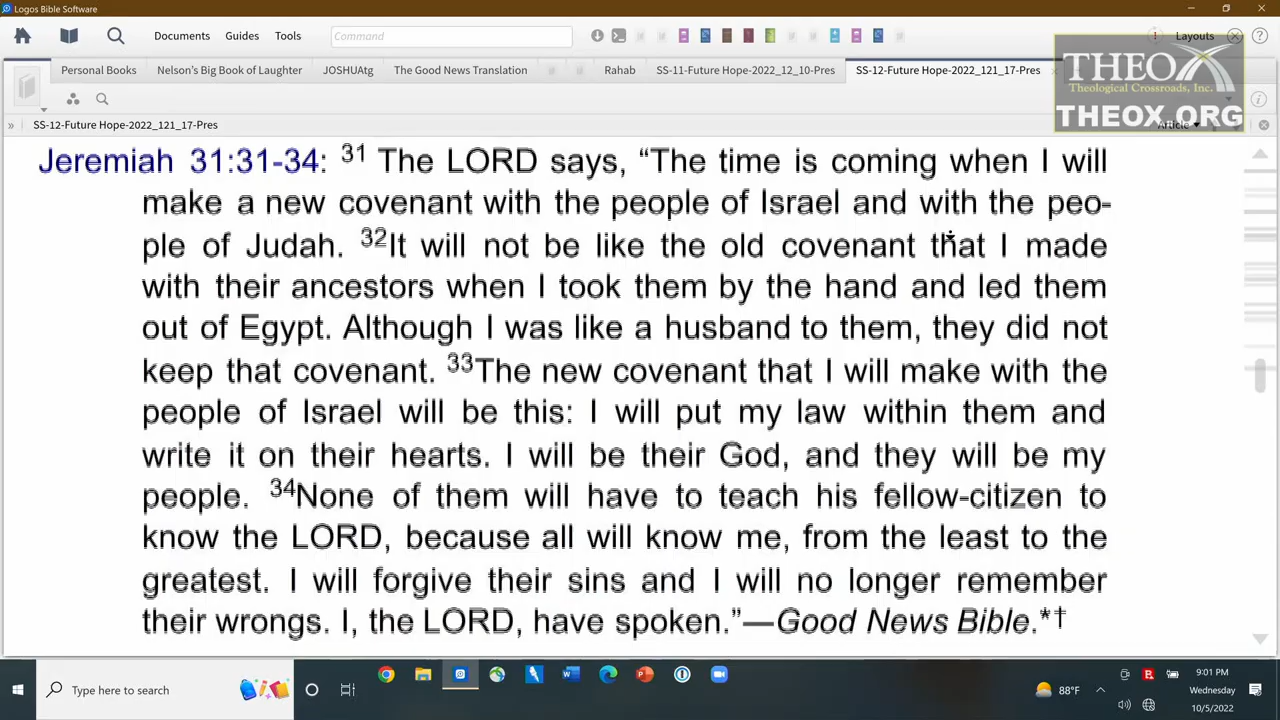 Logos Bible Software
Documents Guides Tools Command Layouts
THEOX
Theological Crossroads, Inc.
THEOX.ORG
Personal Books Nelson's Big Book of Laughter JOSHUAtg The Good News Translation Rahab SS-11-Future Hope-2022_12_10-Pres SS-12-Future Hope-2022_121_17-Pres
SS-12-Future Hope-2022_121_17-Pres Article
Jeremiah 31:31-34: 31 The LORD says, “The time is coming when I will
make a new covenant with the people of Israel and with the peo-
ple of Judah. 32It will not be like the old covenant that I made
with their ancestors when I took them by the hand and led them
out of Egypt. Although I was like a husband to them, they did not
keep that covenant. 33The new covenant that I will make with the
people of Israel will be this: I will put my law within them and
write it on their hearts. I will be their God, and they will be my
people. 34None of them will have to teach his fellow-citizen to
know the LORD, because all will know me, from the least to the
greatest. I will forgive their sins and I will no longer remember
their wrongs. I, the LORD, have spoken.”—Good News Bible.*†
Type here to search
88°F
9:01 PM
Wednesday
10/5/2022